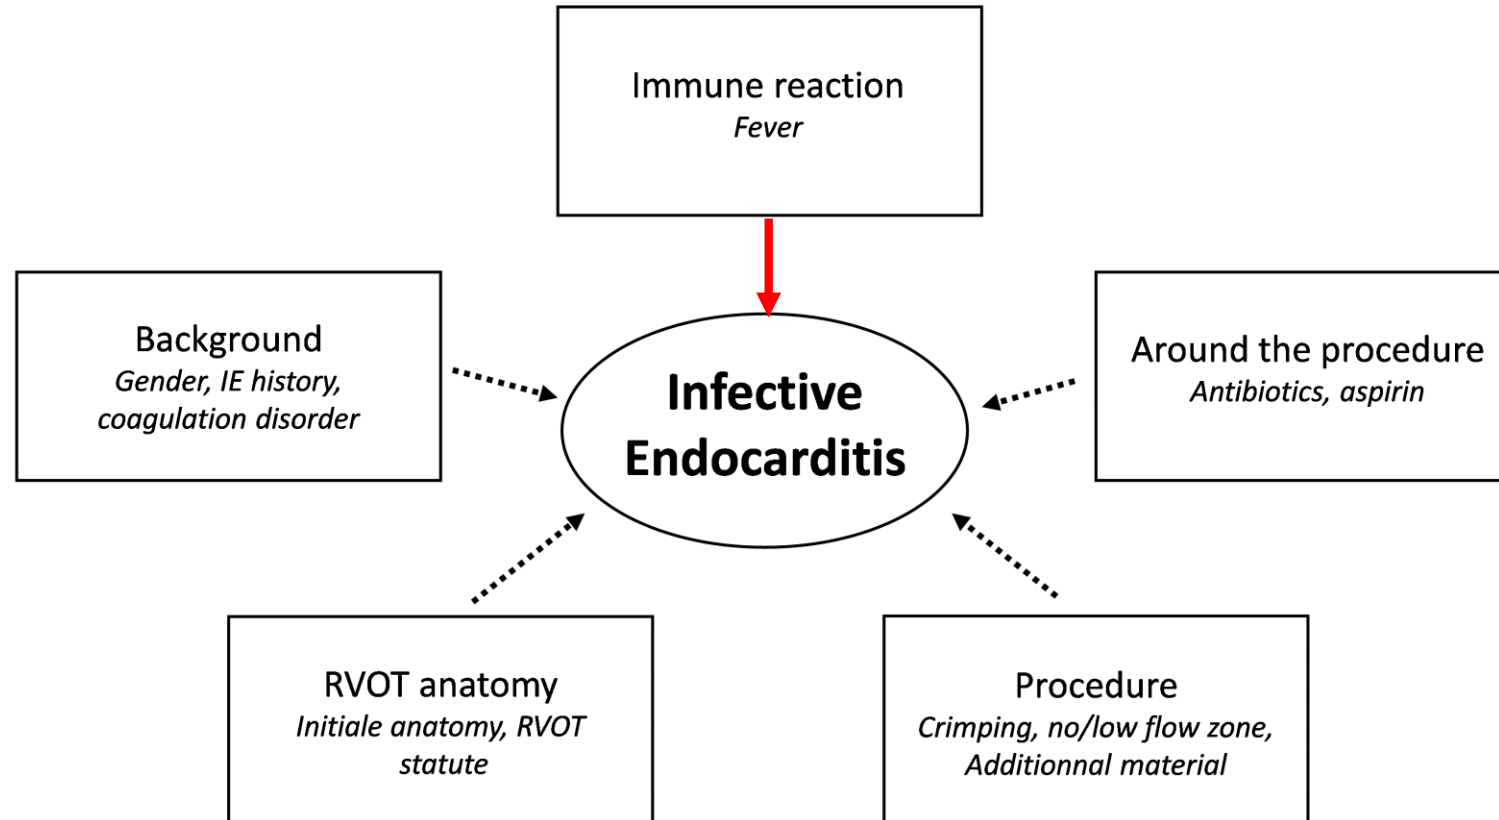 Immune reaction
Fever
Background
Gender, IE history,
coagulation disorder
Infective
Endocarditis
Around the procedure
Antibiotics, aspirin
RVOT anatomy
Initiale anatomy, RVOT
statute
Procedure
Crimping, no/low flow zone,
Additionnal material